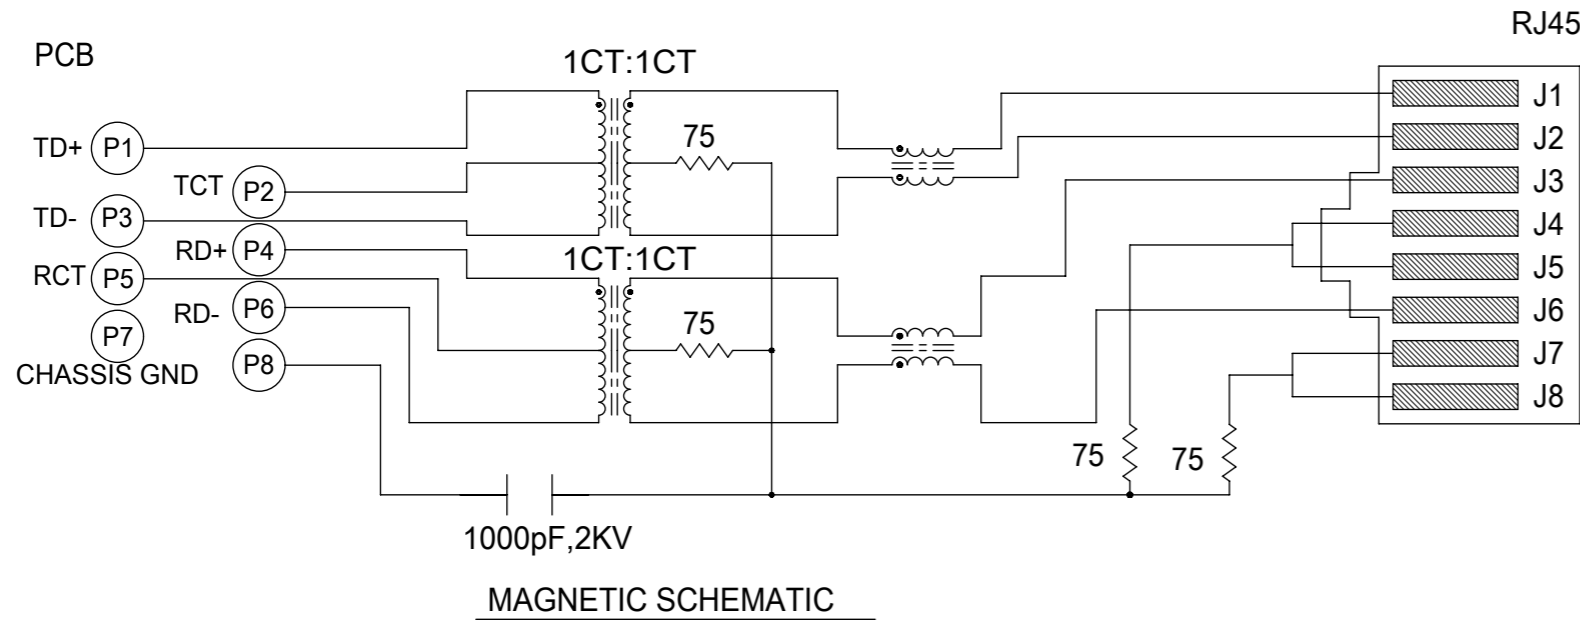 RJ45
PCB
1CT:1CT
J1
TD+ P1
75
J2
TCT P2
J3
TD- P3
J4
RD+ P4
1CT:1CT
J5
RCT P5
RD- P6
J6
P7
75
J7
CHASSIS GND P8
J8
75
75
1000pF,2KV
MAGNETIC SCHEMATIC